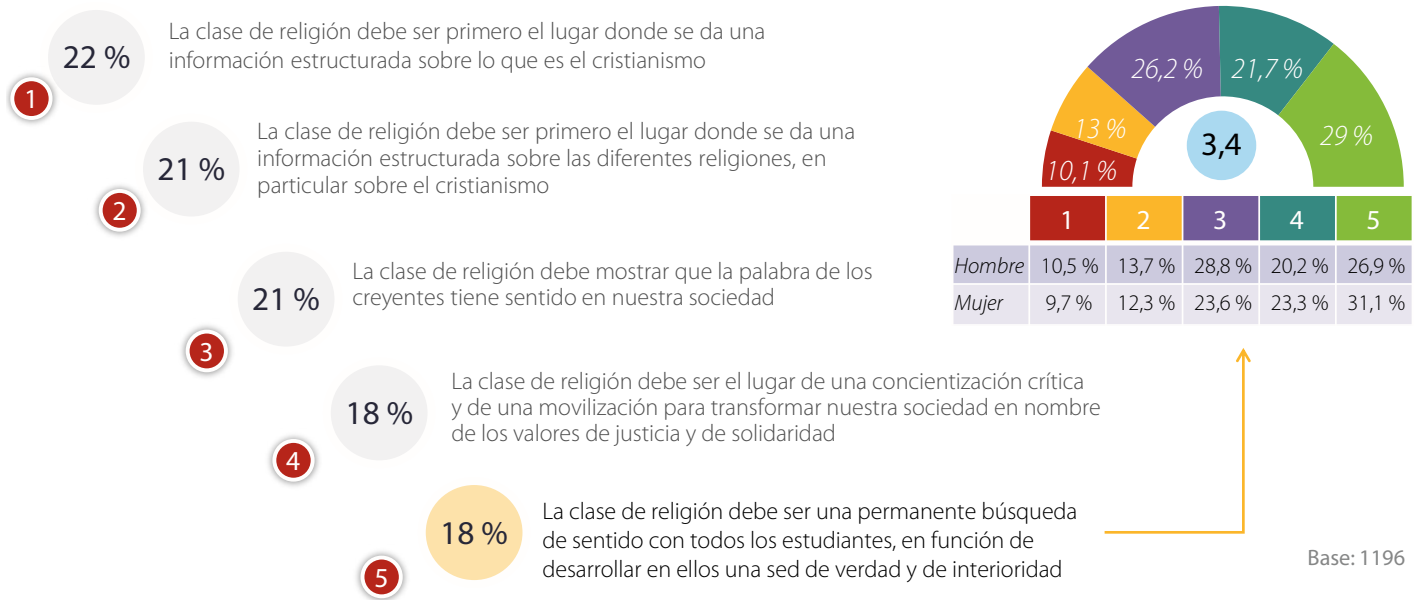 22 %
La clase de religión debe ser primero el lugar donde se da una
información estructurada sobre lo que es el cristianismo
1
21 %
La clase de religión debe ser primero el lugar donde se da una
información estructurada sobre las diferentes religiones, en
particular sobre el cristianismo
2
21 %
La clase de religión debe mostrar que la palabra de los
creyentes tiene sentido en nuestra sociedad
3
18 %
La clase de religión debe ser el lugar de una concientización crítica
y de una movilización para transformar nuestra sociedad en nombre
de los valores de justicia y de solidaridad
4
18 %
La clase de religión debe ser una permanente búsqueda
de sentido con todos los estudiantes, en función de
desarrollar en ellos una sed de verdad y de interioridad
5
26,2 % 21,7 %
13 % 3,4 29 %
10,1 %
1 2 3 4 5
Hombre 10,5 % 13,7 % 28,8 % 20,2 % 26,9 %
Mujer 9,7 % 12,3 % 23,6 % 23,3 % 31,1 %
Base: 1196